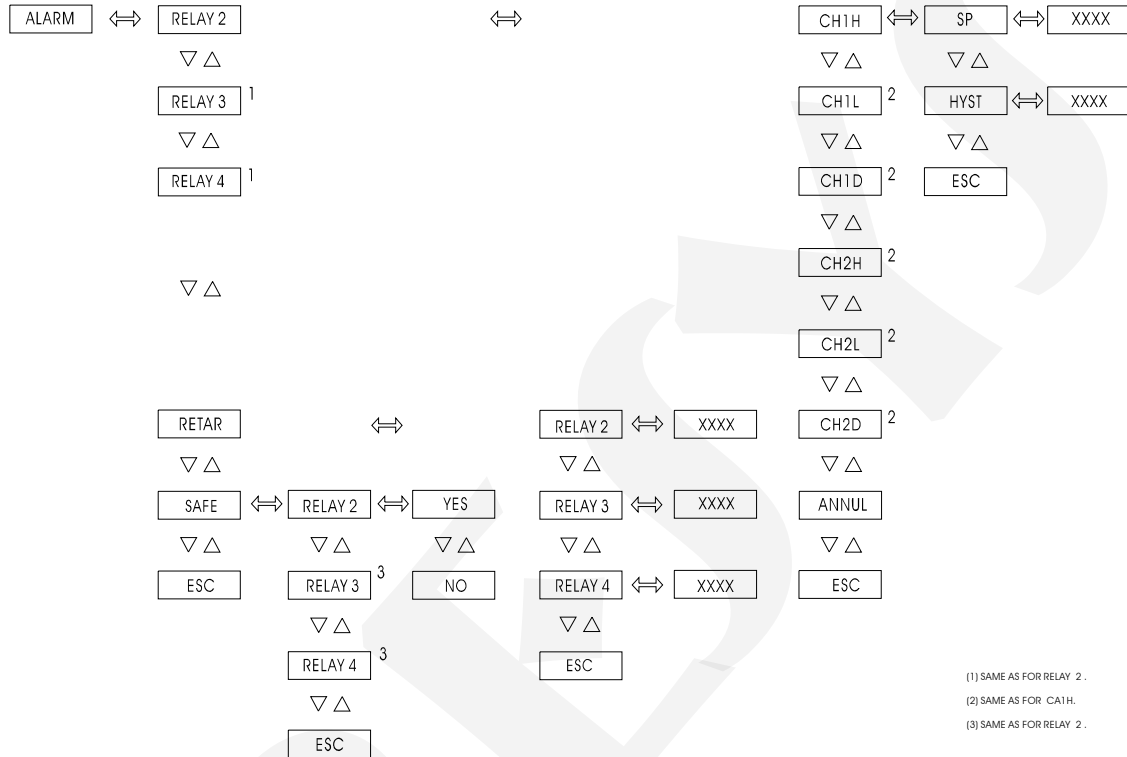 ALARM RELAY 2 CH1H SP XXXX
RELAY 3 1 CH1L 2 HYST XXXX
RELAY 4 1 CH1D 2 ESC
CH2H 2
CH2L 2
RETAR RELAY 2 XXXX CH2D 2
SAFE RELAY 2 YES RELAY 3 XXXX ANNUL
ESC RELAY 3 3 NO RELAY 4 XXXX ESC
RELAY 4 3 ESC
ESC
(1) SAME AS FOR RELAY 2 .
(2) SAME AS FOR CA1H.
(3) SAME AS FOR RELAY 2 .